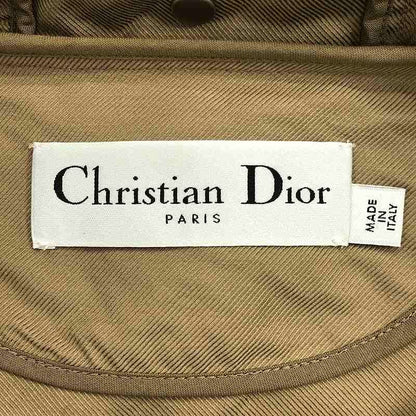 Christian Dior
PARIS
MADE
IN
ITALY